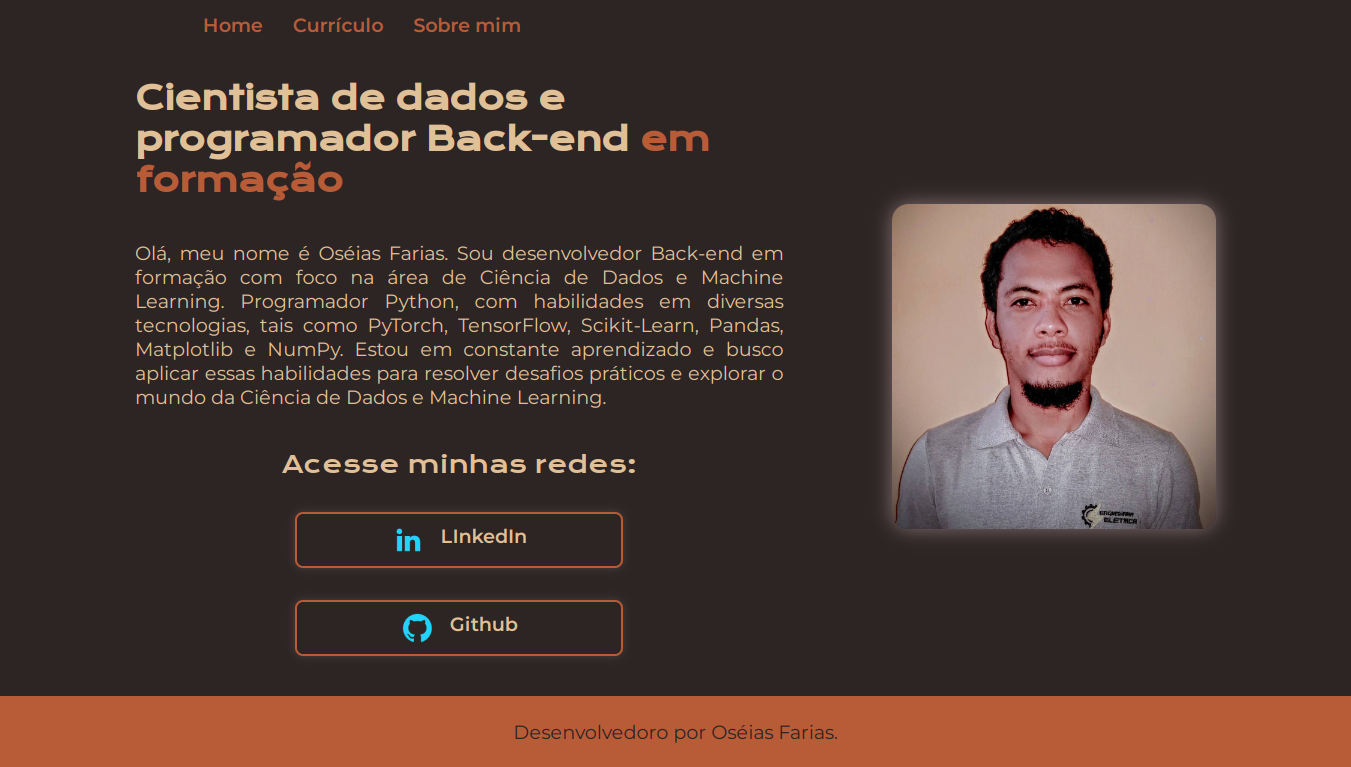 Home Currículo Sobre mim
Cientista de dados e
programador Back-end em
formação
Olá, meu nome é Oséias Farias. Sou desenvolvedor Back-end em
formação com foco na área de Ciência de Dados e Machine
Learning. Programador Python, com habilidades em diversas
tecnologias, tais como PyTorch, TensorFlow, Scikit-Learn, Pandas,
Matplotlib e NumPy. Estou em constante aprendizado e busco
aplicar essas habilidades para resolver desafios práticos e explorar o
mundo da Ciência de Dados e Machine Learning.
Acesse minhas redes:
in LInkedIn
Github
ENGENHARIA
ELÉTRICA
Desenvolvedoro por Oséias Farias.